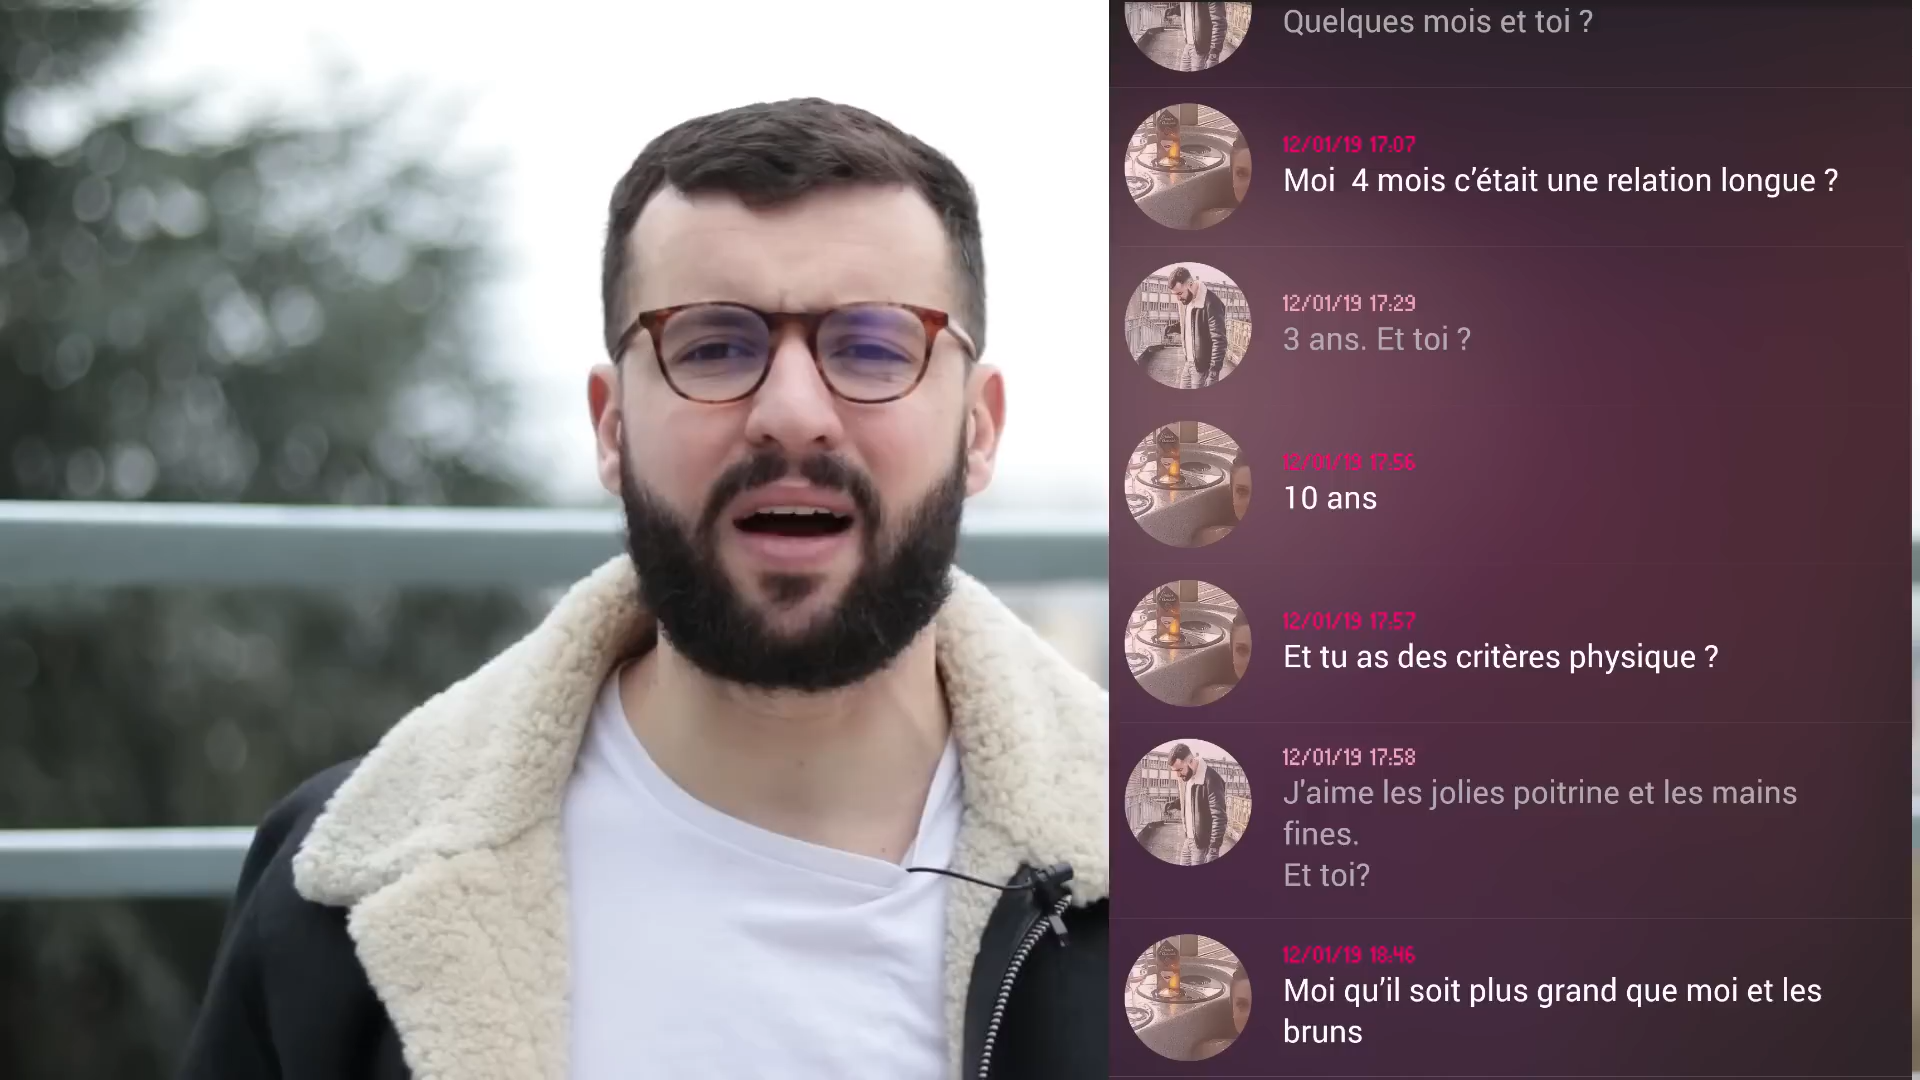 Quelques mois et toi ?
12/01/19 17:07
Moi  4 mois c’était une relation longue ?
12/01/19 17:29
3 ans. Et toi ?
12/01/19 17:56
10 ans
12/01/19 17:57
Et tu as des critères physique ?
12/01/19 17:58
J'aime les jolies poitrine et les mains
fines.
Et toi?
12/01/19 18:46
Moi qu’il soit plus grand que moi et les
bruns